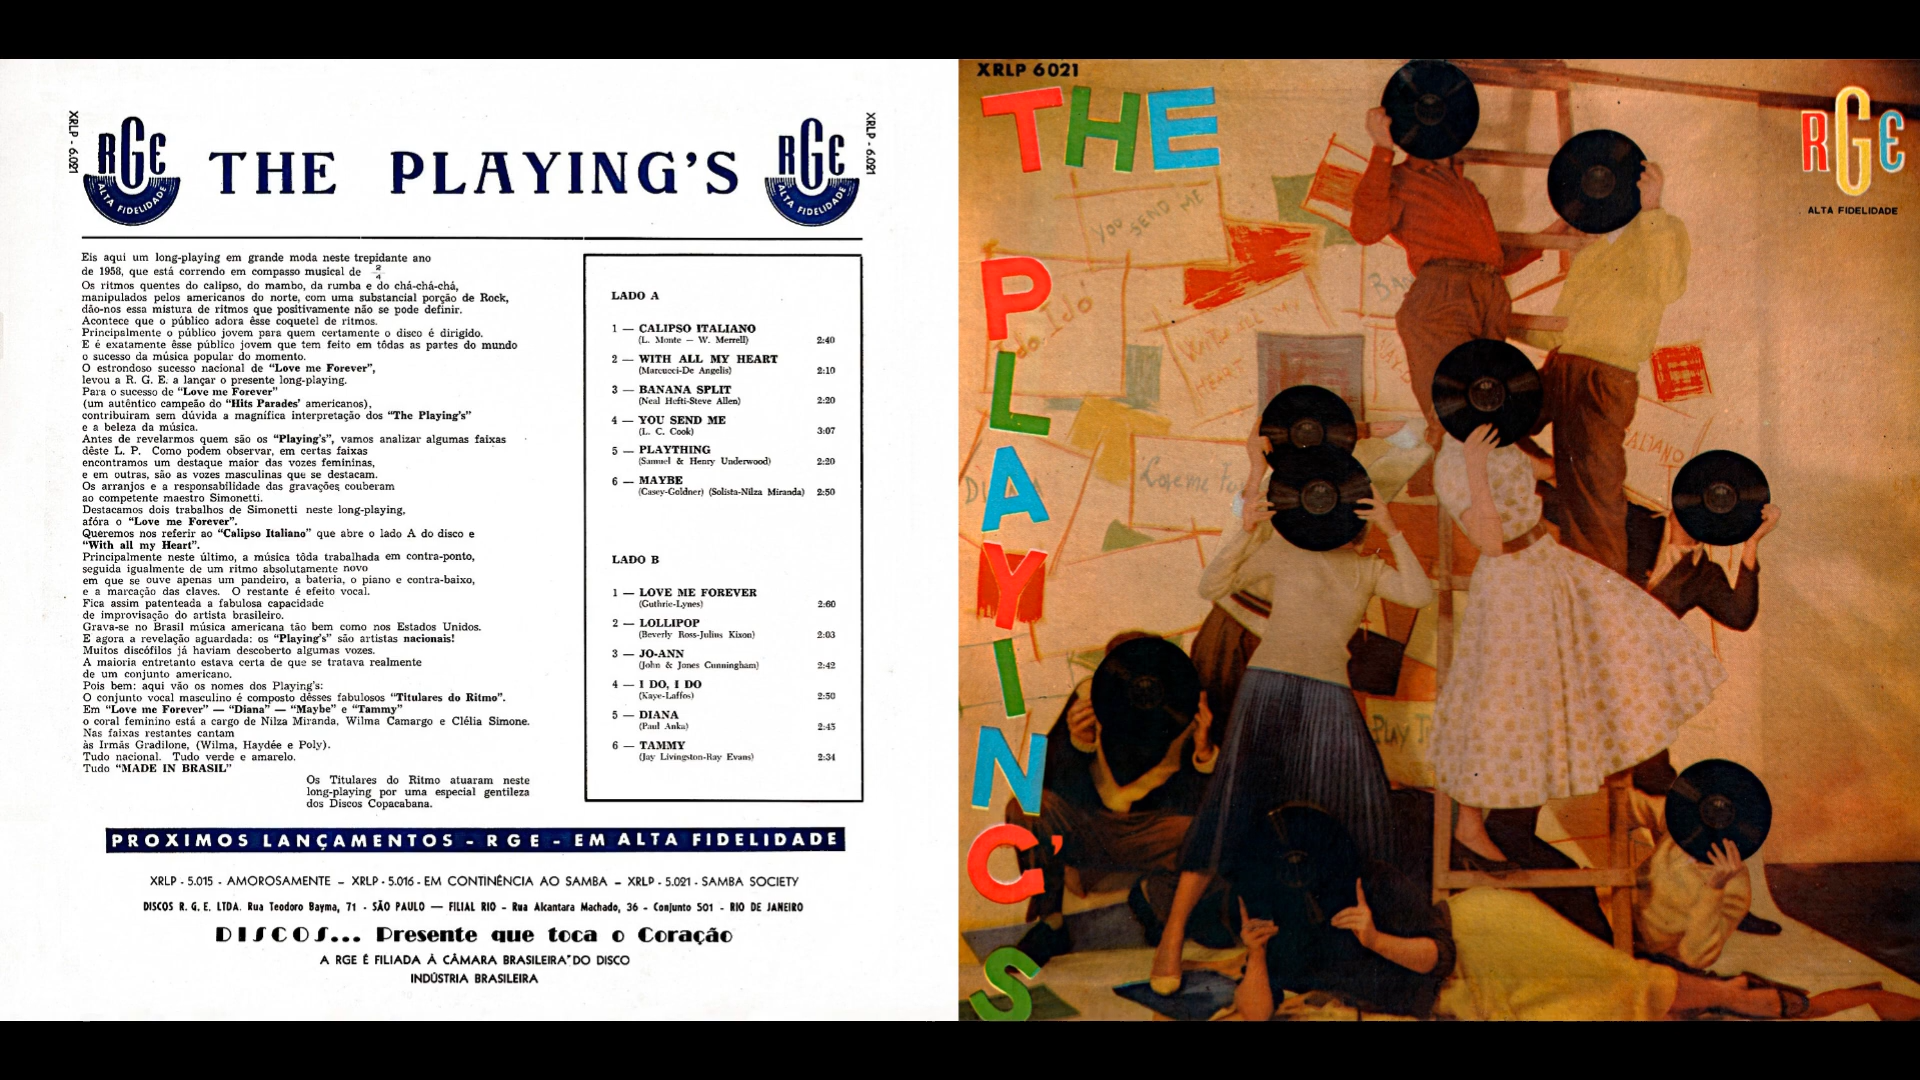 XRLP - 6.021
RGE
ALTA FIDELIDADE
THE PLAYING'S
RGE
ALTA FIDELIDADE
XRLP - 6.021
Eis aqui um long-playing em grande moda neste trepidante ano
de 1958, que está correndo em compasso musical de 2/4
Os ritmos quentes do calipso, do mambo, da rumba e do chá-chá-chá,
manipulados pelos americanos do norte, com uma substancial porção de Rock,
dão-nos essa mistura de ritmos que positivamente não se pode definir.
Acontece que o público adora êsse coquetel de ritmos.
Principalmente o público jovem para quem certamente o disco é dirigido.
E é exatamente êsse público jovem que tem feito em tôdas as partes do mundo
o sucesso da música popular do momento.
O estrondoso sucesso nacional de "Love me Forever",
levou a R. G. E. a lançar o presente long-playing.
Para o sucesso de "Love me Forever"
(um autêntico campeão do "Hits Parades' americanos),
contribuiram sem dúvida a magnífica interpretação dos "The Playing's"
e a beleza da música.
Antes de revelarmos quem são os "Playing's", vamos analizar algumas faixas
dêste L. P. Como podem observar, em certas faixas
encontramos um destaque maior das vozes femininas,
e em outras, são as vozes masculinas que se destacam.
Os arranjos e a responsabilidade das gravações couberam
ao competente maestro Simonetti.
Destacamos dois trabalhos de Simonetti neste long-playing,
afóra o "Love me Forever".
Queremos nos referir ao "Calipso Italiano" que abre o lado A do disco e
"With all my Heart".
Principalmente neste último, a música tôda trabalhada em contra-ponto,
seguida igualmente de um ritmo absolutamente novo
em que se ouve apenas um pandeiro, a bateria, o piano e contra-baixo,
e a marcação das claves. O restante é efeito vocal.
Fica assim patenteada a fabulosa capacidade
de improvisação do artista brasileiro.
Grava-se no Brasil música americana tão bem como nos Estados Unidos.
E agora a revelação aguardada: os "Playing's" são artistas nacionais!
Muitos discófilos já haviam descoberto algumas vozes.
A maioria entretanto estava certa de que se tratava realmente
de um conjunto americano.
Pois bem: aqui vão os nomes dos Playing's:
O conjunto vocal masculino é composto dêsses fabulosos "Titulares do Ritmo".
Em "Love me Forever" — "Diana" — "Maybe" e "Tammy"
o coral feminino está a cargo de Nilza Miranda, Wilma Camargo e Clélia Simone.
Nas faixas restantes cantam
às Irmãs Gradilone, (Wilma, Haydée e Poly).
Tudo nacional. Tudo verde e amarelo.
Tudo "MADE IN BRASIL"
Os Titulares do Ritmo atuaram neste
long-playing por uma especial gentileza
dos Discos Copacabana.
LADO A
1 — CALIPSO ITALIANO
(L. Monte — W. Merrell) 2:40
2 — WITH ALL MY HEART
(Marcucci-De Angelis) 2:10
3 — BANANA SPLIT
(Neal Hefti-Steve Allen) 2:20
4 — YOU SEND ME
(L. C. Cook) 3:07
5 — PLAYTHING
(Samuel & Henry Underwood) 2:20
6 — MAYBE
(Casey-Goldner) (Solista-Nilza Miranda) 2:50
LADO B
1 — LOVE ME FOREVER
(Guthrie-Lynes) 2:60
2 — LOLLIPOP
(Beverly Ross-Julius Kixon) 2:03
3 — JO-ANN
(John & Jones Cunningham) 2:42
4 — I DO, I DO
(Kaye-Laffos) 2:50
5 — DIANA
(Paul Anka) 2:45
6 — TAMMY
(Jay Livingston-Ray Evans) 2:34
PROXIMOS LANÇAMENTOS - RGE - EM ALTA FIDELIDADE
XRLP - 5.015 - AMOROSAMENTE – XRLP - 5.016 - EM CONTINÊNCIA AO SAMBA – XRLP - 5.021 - SAMBA SOCIETY
DISCOS R. G. E. LTDA. Rua Teodoro Bayma, 71 - SÃO PAULO — FILIAL RIO - Rua Alcantara Machado, 36 - Conjunto 501 - RIO DE JANEIRO
DISCOS... Presente que toca o Coração
A RGE É FILIADA À CÂMARA BRASILEIRA DO DISCO
INDÚSTRIA BRASILEIRA
XRLP 6021
THE
PLAYING'S
RGE
ALTA FIDELIDADE
YOU SEND ME
I do, I do
WITH ALL MY
HEART
Love me